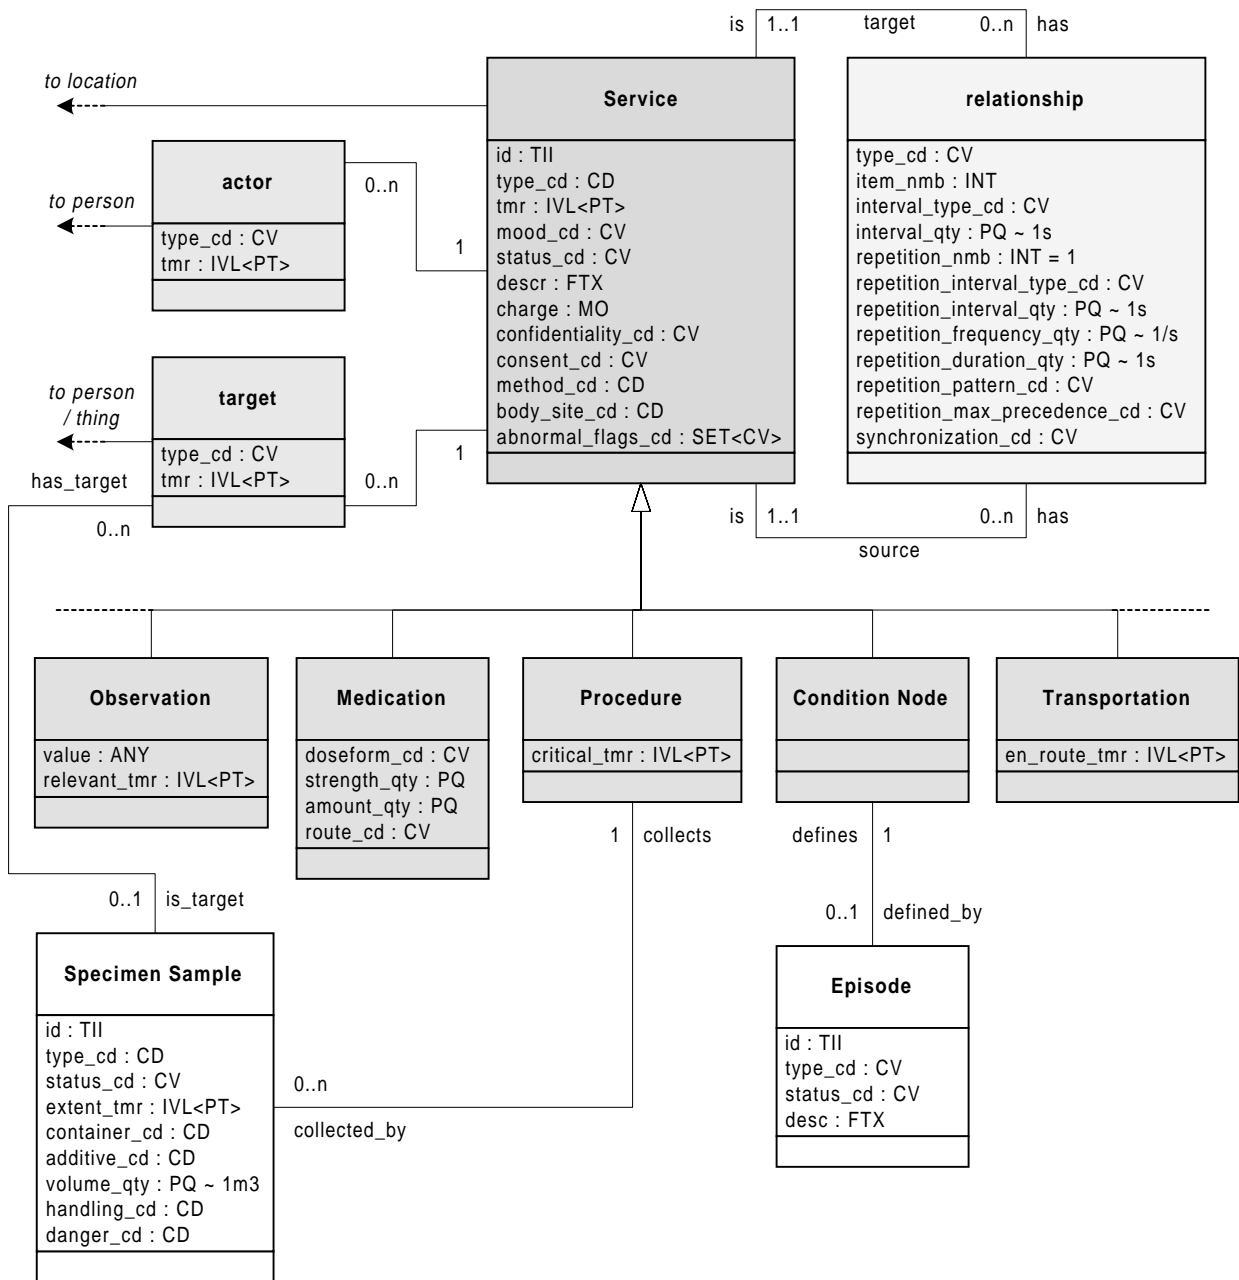 is 1..1 target 0..n has
to location
Service
id : TII
type_cd : CD
tmr : IVL<PT>
mood_cd : CV
status_cd : CV
descr : FTX
charge : MO
confidentiality_cd : CV
consent_cd : CV
method_cd : CD
body_site_cd : CD
abnormal_flags_cd : SET<CV>
relationship
type_cd : CV
item_nmb : INT
interval_type_cd : CV
interval_qty : PQ ~ 1s
repetition_nmb : INT = 1
repetition_interval_type_cd : CV
repetition_interval_qty : PQ ~ 1s
repetition_frequency_qty : PQ ~ 1/s
repetition_duration_qty : PQ ~ 1s
repetition_pattern_cd : CV
repetition_max_precedence_cd : CV
synchronization_cd : CV
to person
actor
type_cd : CV
tmr : IVL<PT>
0..n
1
to person
/ thing
target
type_cd : CV
tmr : IVL<PT>
1
0..n
has_target
0..n
is 1..1 0..n has
source
Observation
value : ANY
relevant_tmr : IVL<PT>
Medication
doseform_cd : CV
strength_qty : PQ
amount_qty : PQ
route_cd : CV
Procedure
critical_tmr : IVL<PT>
Condition Node
Transportation
en_route_tmr : IVL<PT>
1 collects
defines 1
0..1 is_target
0..1 defined_by
Specimen Sample
id : TII
type_cd : CD
status_cd : CV
extent_tmr : IVL<PT>
container_cd : CD
additive_cd : CD
volume_qty : PQ ~ 1m3
handling_cd : CD
danger_cd : CD
0..n
collected_by
Episode
id : TII
type_cd : CV
status_cd : CV
desc : FTX